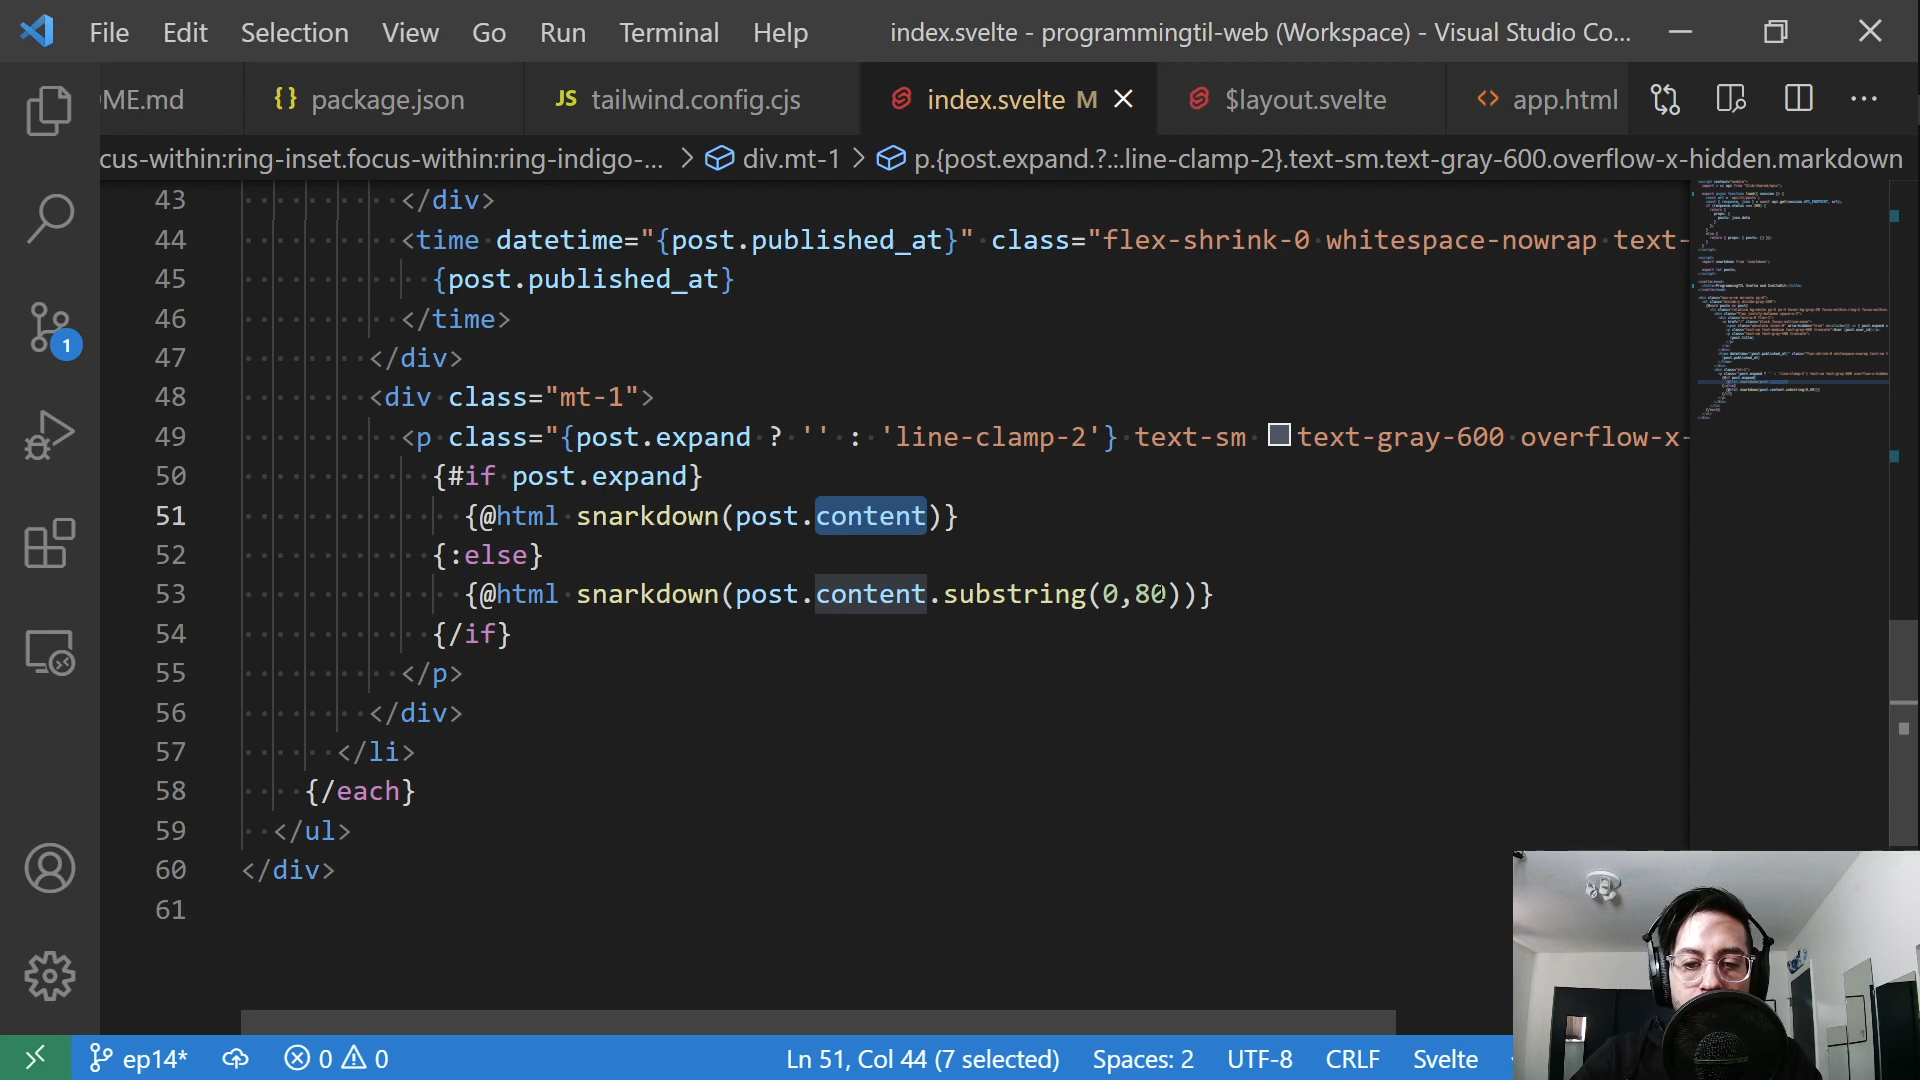 File Edit Selection View Go Run Terminal Help index.svelte - programmingtil-web (Workspace) - Visual Studio Co...
ME.md {} package.json JS tailwind.config.cjs index.svelte M $layout.svelte <> app.html
cus-within:ring-inset.focus-within:ring-indigo-... > div.mt-1 > p.{post.expand.?.:.line-clamp-2}.text-sm.text-gray-600.overflow-x-hidden.markdown
43 </div>
44 <time datetime="{post.published_at}" class="flex-shrink-0 whitespace-nowrap text-
45 {post.published_at}
46 </time>
47 </div>
48 <div class="mt-1">
49 <p class="{post.expand ? '' : 'line-clamp-2'} text-sm text-gray-600 overflow-x-
50 {#if post.expand}
51 {@html snarkdown(post.content)}
52 {:else}
53 {@html snarkdown(post.content.substring(0,80))}
54 {/if}
55 </p>
56 </div>
57 </li>
58 {/each}
59 </ul>
60 </div>
61
1
ep14* 0 0 Ln 51, Col 44 (7 selected) Spaces: 2 UTF-8 CRLF Svelte